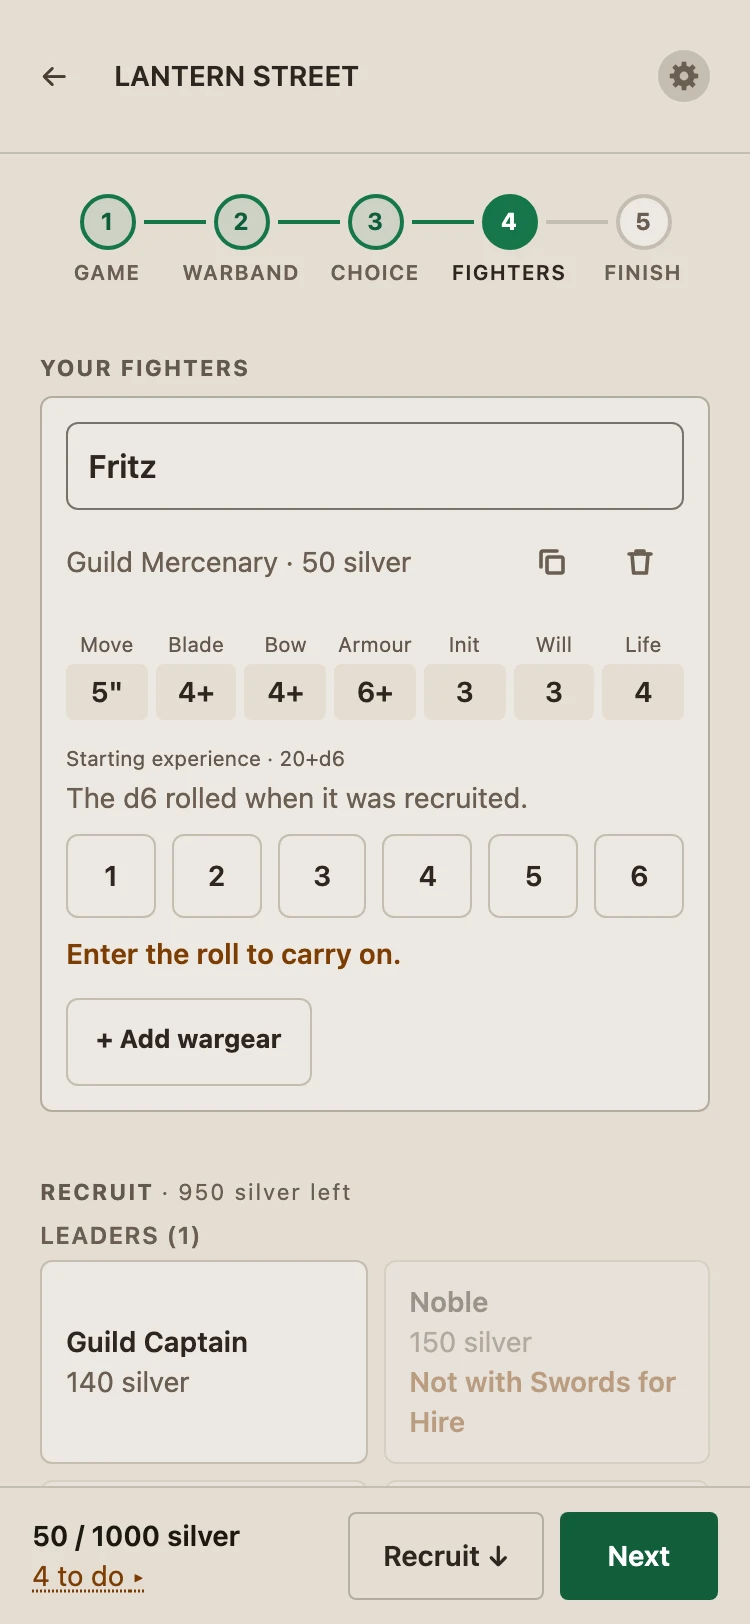 LANTERN STREET
1 2 3 4 5
GAME WARBAND CHOICE FIGHTERS FINISH
YOUR FIGHTERS
Fritz
Guild Mercenary · 50 silver
Move Blade Bow Armour Init Will Life
5" 4+ 4+ 6+ 3 3 4
Starting experience · 20+d6
The d6 rolled when it was recruited.
1 2 3 4 5 6
Enter the roll to carry on.
+ Add wargear
RECRUIT · 950 silver left
LEADERS (1)
Guild Captain
140 silver
Noble
150 silver
Not with Swords for
Hire
50 / 1000 silver
4 to do ▸
Recruit ↓
Next